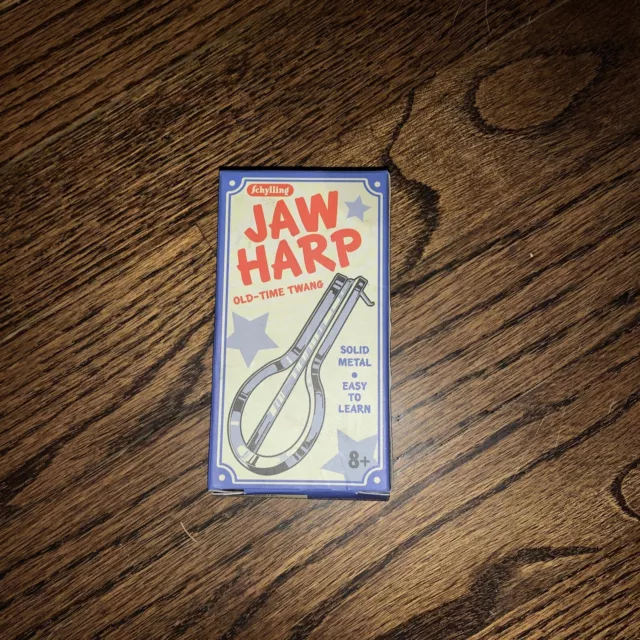 Schylling
JAW
HARP
OLD-TIME TWANG
SOLID
METAL
•
EASY
TO
LEARN
8+